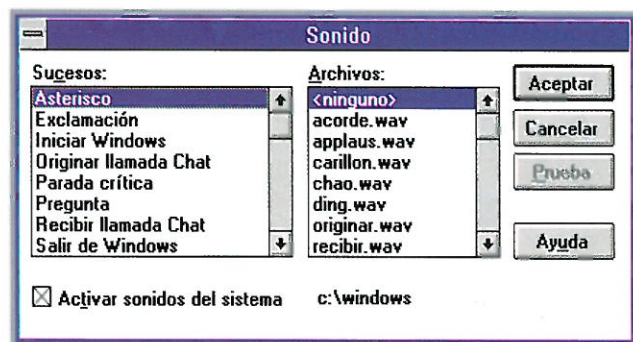 Sonido
Sucesos:
Asterisco
Exclamación
Iniciar Windows
Originar llamada Chat
Parada crítica
Pregunta
Recibir llamada Chat
Salir de Windows
Archivos:
<ninguno>
acorde.wav
applaus.wav
carillon.wav
chao.wav
ding.wav
originar.wav
recibir.wav
Aceptar
Cancelar
Prueba
Ayuda
Activar sonidos del sistema
c:\windows